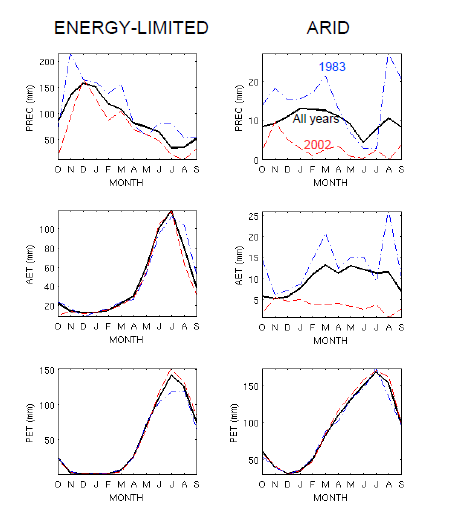 ENERGY-LIMITED ARID
200
150
100
50
PREC (mm)
O N D J F M A M J J A S
MONTH
20
10
0
PREC (mm)
1983
All years
2002
O N D J F M A M J J A S
MONTH
100
80
60
40
20
AET (mm)
O N D J F M A M J J A S
MONTH
25
20
15
10
5
AET (mm)
O N D J F M A M J J A S
MONTH
150
100
50
PET (mm)
O N D J F M A M J J A S
MONTH
150
100
50
PET (mm)
O N D J F M A M J J A S
MONTH